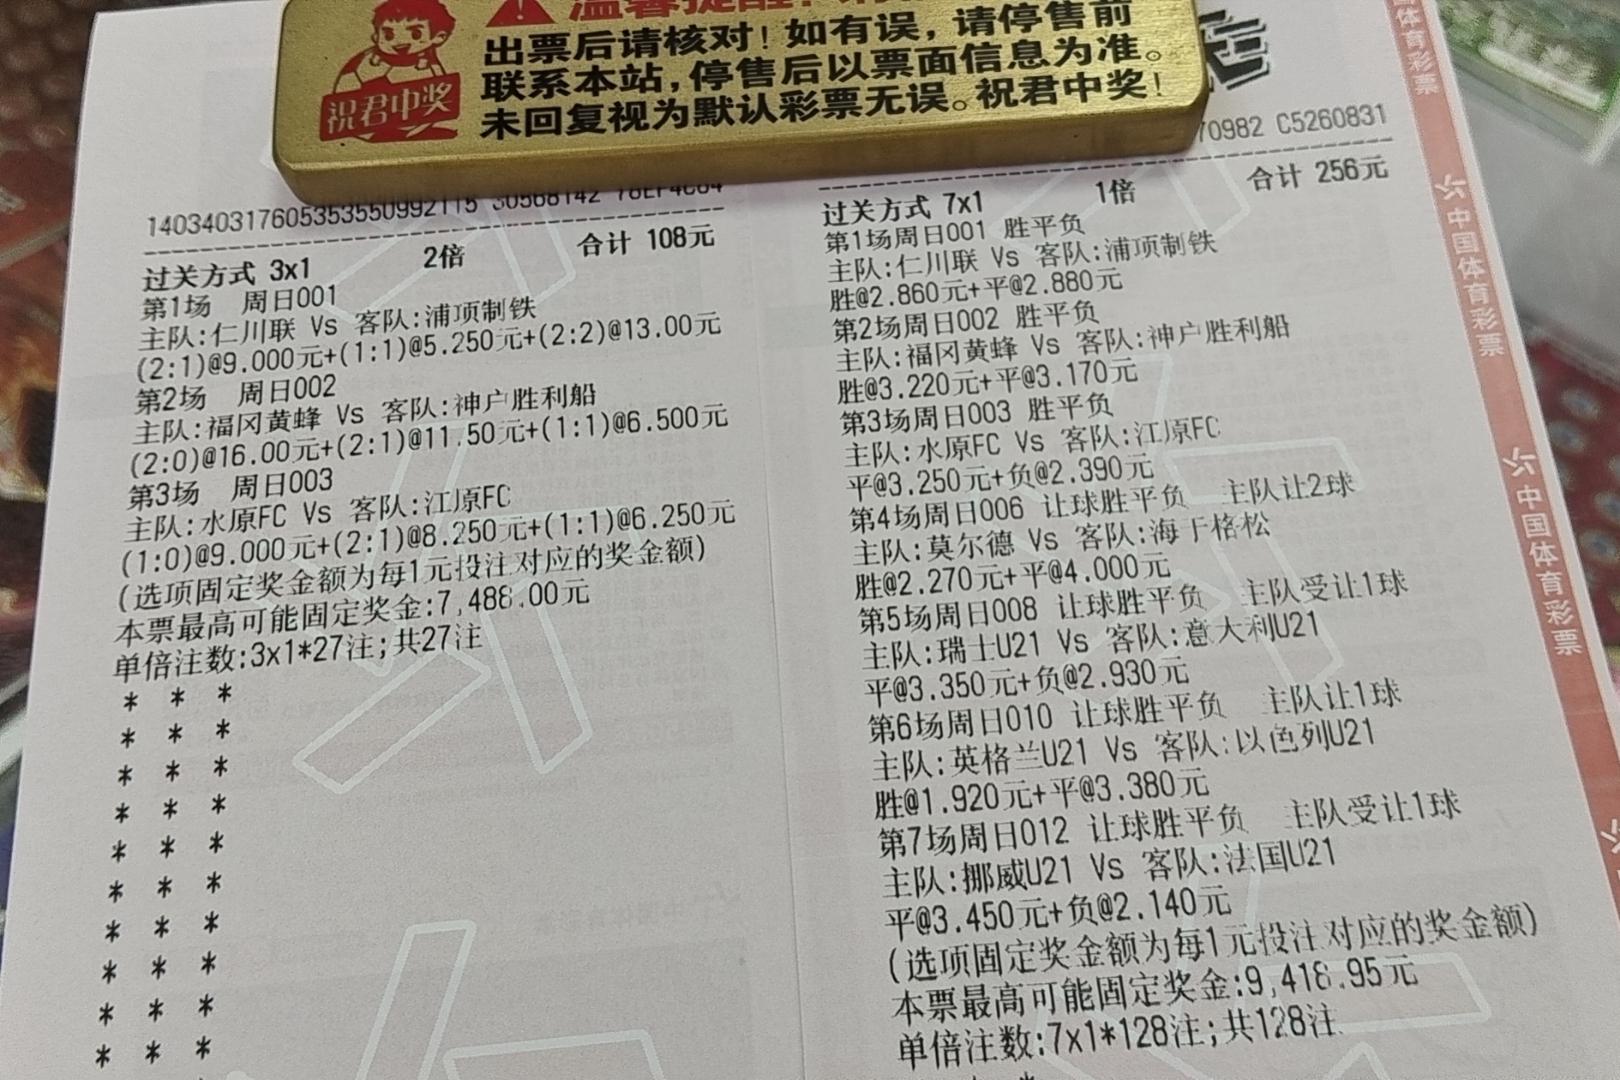 出票后请核对！如有误，请停售前
联系本站，停售后以票面信息为准。
未回复视为默认彩票无误。祝君中奖！
祝君中奖
过关方式 3x1 2倍 合计 108元
第1场 周日001
主队:仁川联 Vs 客队:浦项制铁
(2:1)@9.000元+(1:1)@5.250元+(2:2)@13.00元
第2场 周日002
主队:福冈黄蜂 Vs 客队:神户胜利船
(2:0)@16.00元+(2:1)@11.50元+(1:1)@6.500元
第3场 周日003
主队:水原FC Vs 客队:江原FC
(1:0)@9.000元+(2:1)@8.250元+(1:1)@6.250元
(选项固定奖金额为每1元投注对应的奖金额)
本票最高可能固定奖金:7,488.00元
单倍注数:3x1*27注;共27注
* * *
* * *
* * *
* * *
* * *
* * *
* * *
* * *
* * *
* * *
70982 C5260831
过关方式 7x1 1倍 合计 256元
第1场周日001 胜平负
主队:仁川联 Vs 客队:浦项制铁
胜@2.860元+平@2.880元
第2场周日002 胜平负
主队:福冈黄蜂 Vs 客队:神户胜利船
胜@3.220元+平@3.170元
第3场周日003 胜平负
主队:水原FC Vs 客队:江原FC
平@3.250元+负@2.390元
第4场周日006 让球胜平负 主队让2球
主队:莫尔德 Vs 客队:海于格松
胜@2.270元+平@4.000元
第5场周日008 让球胜平负 主队受让1球
主队:瑞士U21 Vs 客队:意大利U21
平@3.350元+负@2.930元
第6场周日010 让球胜平负 主队让1球
主队:英格兰U21 Vs 客队:以色列U21
胜@1.920元+平@3.380元
第7场周日012 让球胜平负 主队受让1球
主队:挪威U21 Vs 客队:法国U21
平@3.450元+负@2.140元
(选项固定奖金额为每1元投注对应的奖金额)
本票最高可能固定奖金:9,418.95元
单倍注数:7x1*128注;共128注
国体育彩票
中国体育彩票
中国体育彩票